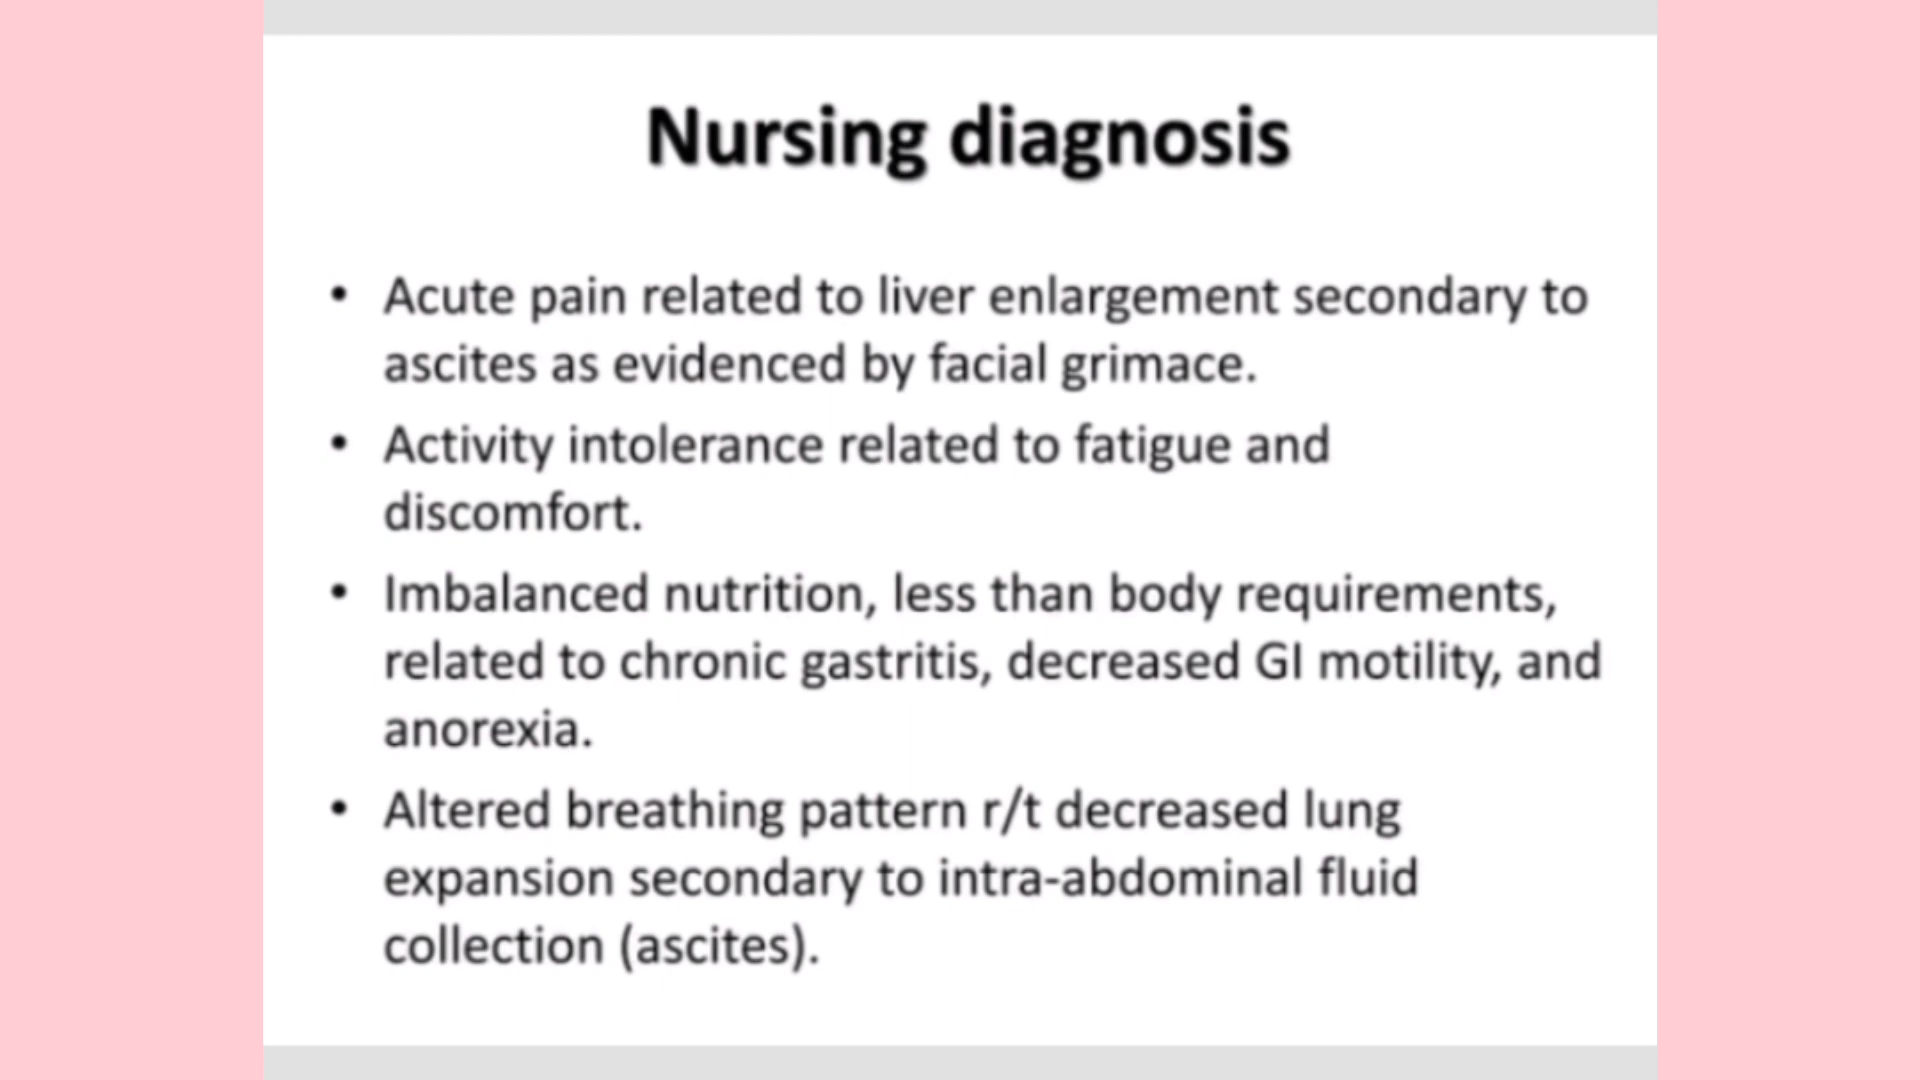 Nursing diagnosis
• Acute pain related to liver enlargement secondary to
ascites as evidenced by facial grimace.
• Activity intolerance related to fatigue and
discomfort.
• Imbalanced nutrition, less than body requirements,
related to chronic gastritis, decreased GI motility, and
anorexia.
• Altered breathing pattern r/t decreased lung
expansion secondary to intra-abdominal fluid
collection (ascites).